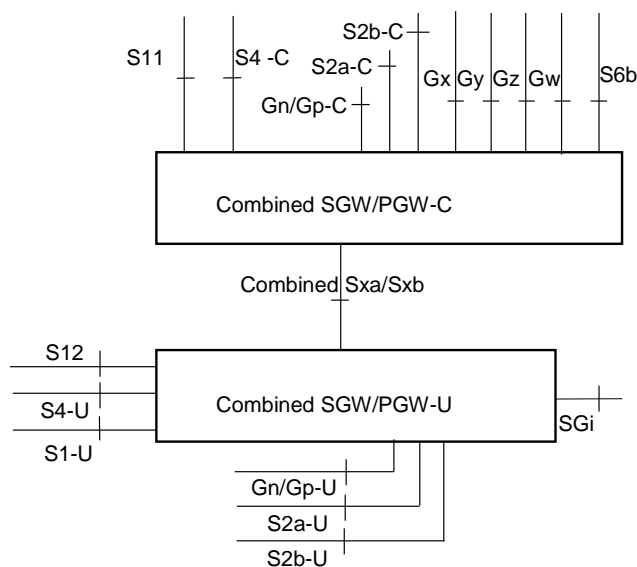 S2b-C
S11
S4 -C
S2a-C
Gx Gy Gz Gw
S6b
Gn/Gp-C
Combined SGW/PGW-C
Combined Sxa/Sxb
S12
Combined SGW/PGW-U
S4-U
SGi
S1-U
Gn/Gp-U
S2a-U
S2b-U